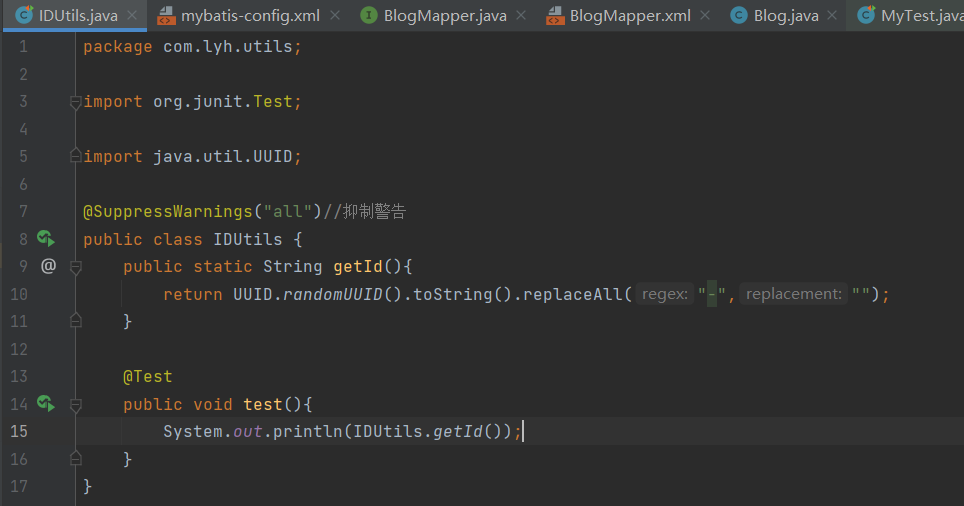 IDUtils.java mybatis-config.xml BlogMapper.java BlogMapper.xml Blog.java MyTest.java
1 package com.lyh.utils;
2
3 import org.junit.Test;
4
5 import java.util.UUID;
6
7 @SuppressWarnings("all")//抑制警告
8 public class IDUtils {
9 @ public static String getId(){
10 return UUID.randomUUID().toString().replaceAll( regex: "-", replacement: "");
11 }
12
13 @Test
14 public void test(){
15 System.out.println(IDUtils.getId());
16 }
17 }